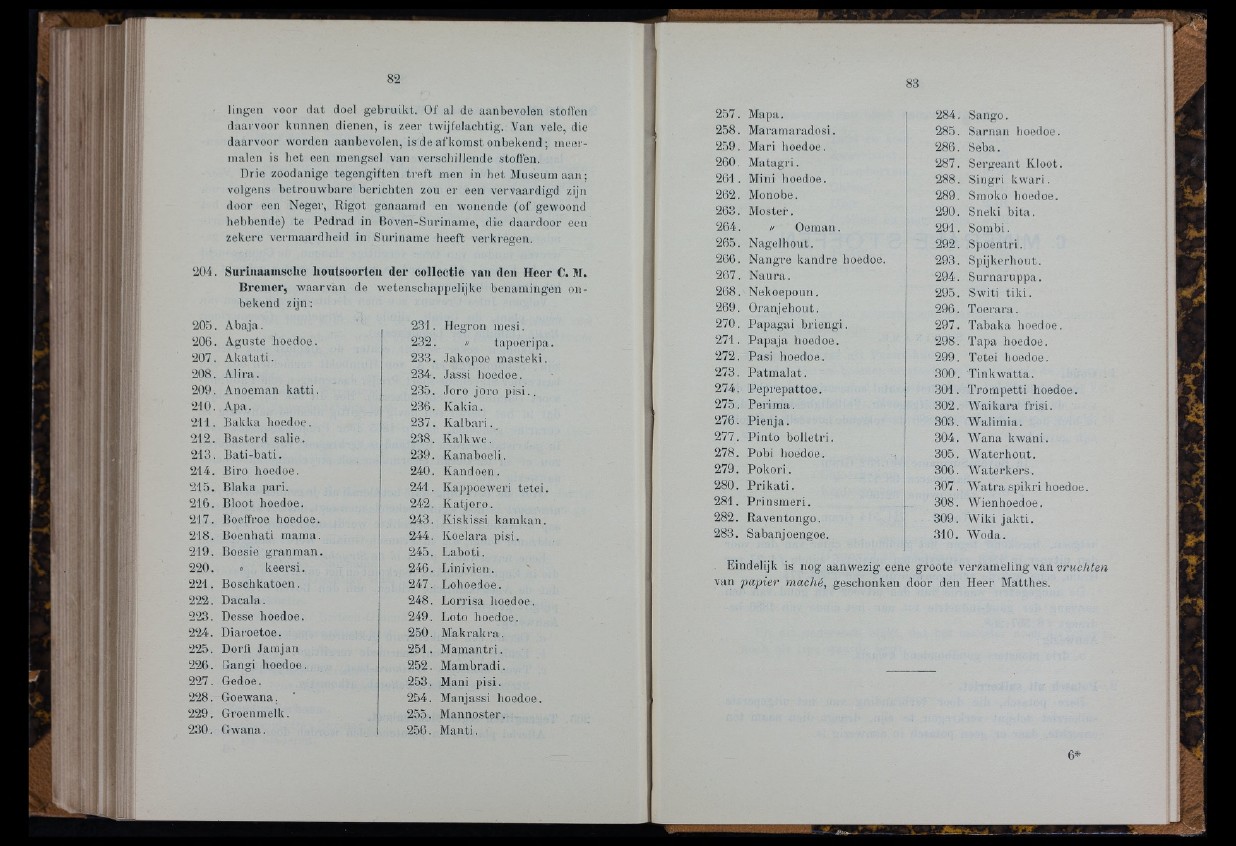 82
lingen voor dat doel gebruikt. Of al de aanbevolen stoffen
daarvoor kunnen dienen, is zeer twijfelachtig. Van vele, die
daarvoor worden aanbevolen, is de afkomst onbekend; meer-
malen is het een mengsel van verschillende stoffen.
Drie zoodanige tegengiften treft men in het Museum aan;
volgens betrouwbare berichten zou er een vervaardigd zijn
door een Neger, Rigot genaamd en wonende (of gewoond
hebbende) te Pedrad in Boven-Suriname, die daardoor een
zekere vermaardheid in Suriname heeft verkregen.
204. Surinaamsche houtsoorten der collectie van den Heer C. M.
Bremer, waarvan de wetenschappelijke benamingen on-
bekend zijn:
205. Abaja.
206. Aguste hoedoe.
207. Akatati.
208. Alira.
209. Anoeman katti.
210. Apa.
211. Bakka hoedoe.
212. Basterd salie.
213. Bati-bati.
214. Biro hoedoe.
215. Blaka pari.
216. Bloot hoedoe.
217. Boeffroe hoedoe.
218. Boenhati mama.
219. Boesie granman.
220. " keersi.
221. Boschkatoen.
222. Dacala.
223. Desse hoedoe.
224. Diaroetoe.
225. Dorfi Jamjan
226. Gangi hoedoe.
227. Gedoe.
228. Goewana.
229. Groenmelk.
230. Gwana.
231. Hegron mesi.
232. " tapoeripa.
233. Jakopoe masteki.
234. Jassi hoedoe.
235. Joro joro pisi.
236. Kakia.
237. Kalbari.
238. Kalkwe.
239. Kanaboeli.
240. Kandoen.
241. Kappoeweri tetei.
242. Katjoro.
243. Kiskissi kamkan.
244. Koelara pisi.
245. Laboti.
246. Linivien.
247. Lohoedoe.
248. Lorrisa hoedoe.
249. Loto hoedoe.
250. Makrakra.
251. Mamantri.
252. Mambradi.
253. Mani pisi.
254. Manjassi hoedoe.
255. Mannoster.
256. Manti.
83
257. Mapa.
258. Maramaradosi.
259. Mari hoedoe.
260. Matagri.
261. Mini hoedoe.
262. Monobe.
263. Moster.
264. " Oeman.
265. Nagelhout.
266. Nangre kandre hoedoe.
267. Naura.
268. Nekoepoun.
269. Oranjehout.
270. Papagai briengi.
271. Papaja hoedoe.
272. Pasi hoedoe.
273. Patmalat.
274. Peprepattoe.
275. Perima.
276. Pienja.
277. Pinto bolletri.
278. Pobi hoedoe.
279. Pokori.
280. Prikati.
281. Prinsmeri.
282. Raventongo.
283. Sabanjoengoe.
284. Sango.
285. Sarnan hoedoe.
286. Seba.
287. Sergeant Kloot.
288. Singri kwari.
289. Smoko hoedoe.
290. Sneki bita.
291. Sombi.
292. Spoentri.
293. Spijkerhout.
294. Surnaruppa.
295. Switi tiki.
296. Toerara.
297. Tabaka hoedoe.
298. Tapa hoedoe.
299. Tetei hoedoe.
300. Tinkwatta.
301. Trompetti hoedoe.
302. Waikara frisi.
303. Walimia.
304. Wana kwani.
305. Waterhout.
306. Waterkers.
307. Watra spikri hoedoe.
308. Wienhoedoe.
309. Wiki jakti.
310. Woda.
Eindelijk is nog aanwezig eene groote verzameling van vruchten
van papier maché, geschonken door den Heer Matthes.
6*